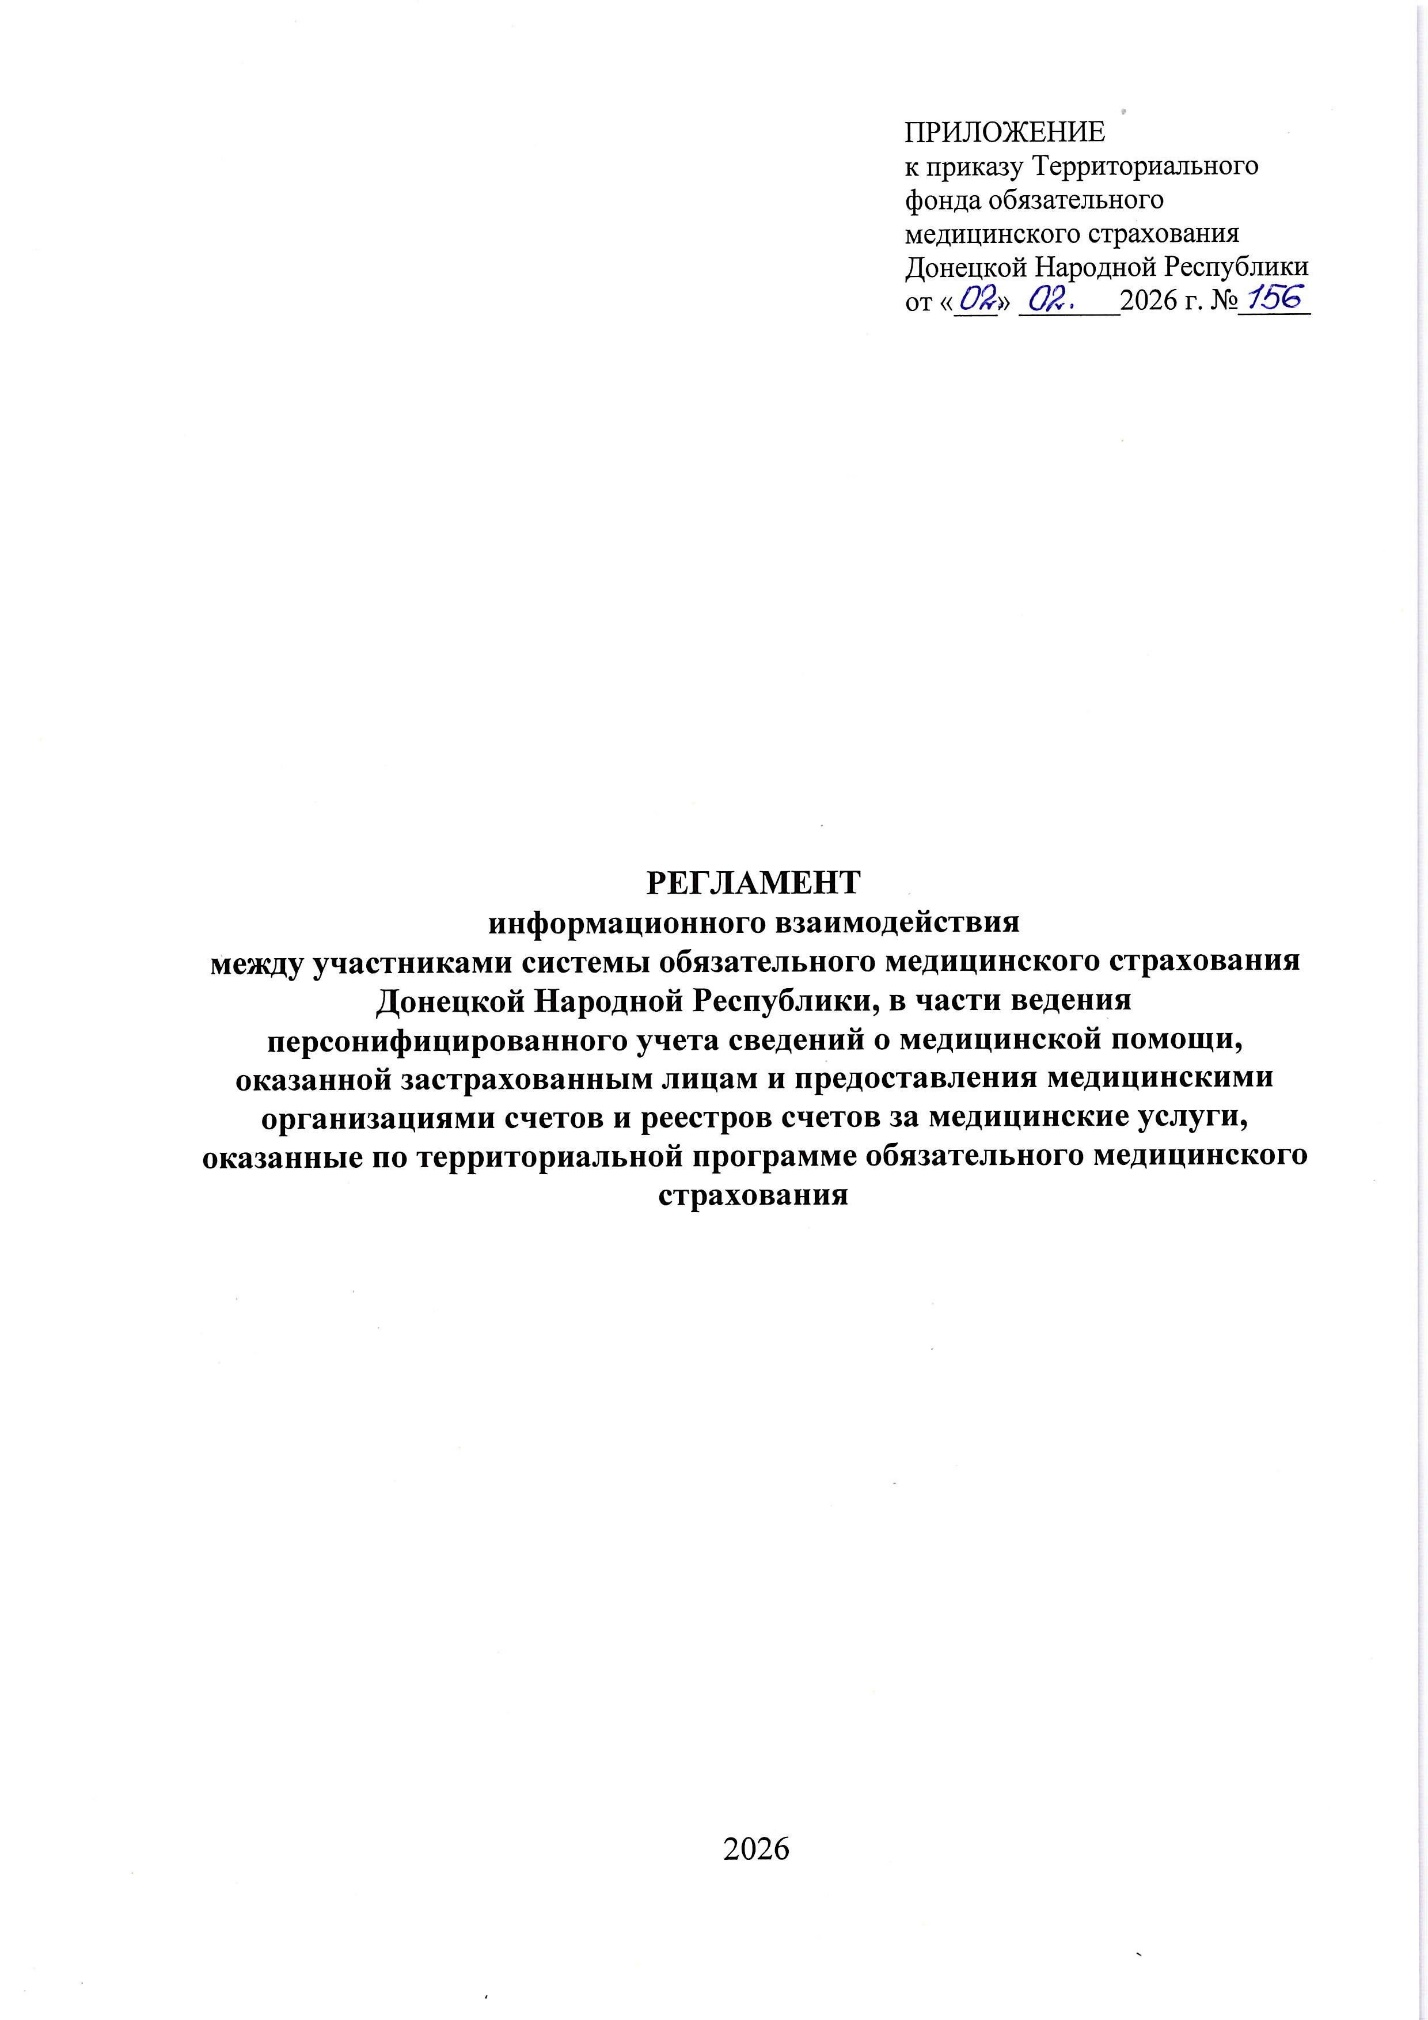 ПРИЛОЖЕНИЕ
к приказу Территориального
фонда обязательного
медицинского страхования
Донецкой Народной Республики
от «02» 02. 2026 г. № 156
РЕГЛАМЕНТ
информационного взаимодействия
между участниками системы обязательного медицинского страхования
Донецкой Народной Республики, в части ведения
персонифицированного учета сведений о медицинской помощи,
оказанной застрахованным лицам и предоставления медицинскими
организациями счетов и реестров счетов за медицинские услуги,
оказанные по территориальной программе обязательного медицинского
страхования
2026